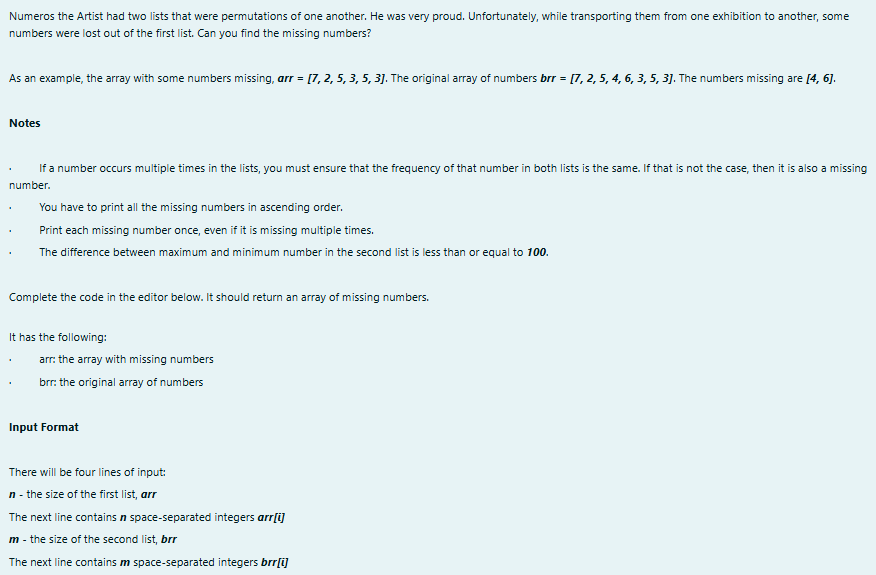 Numeros the Artist had two lists that were permutations of one another. He was very proud. Unfortunately, while transporting them from one exhibition to another, some
numbers were lost out of the first list. Can you find the missing numbers?
As an example, the array with some numbers missing, arr = [7, 2, 5, 3, 5, 3]. The original array of numbers brr = [7, 2, 5, 4, 6, 3, 5, 3]. The numbers missing are [4, 6].
Notes
· If a number occurs multiple times in the lists, you must ensure that the frequency of that number in both lists is the same. If that is not the case, then it is also a missing
number.
· You have to print all the missing numbers in ascending order.
· Print each missing number once, even if it is missing multiple times.
· The difference between maximum and minimum number in the second list is less than or equal to 100.
Complete the code in the editor below. It should return an array of missing numbers.
It has the following:
· arr: the array with missing numbers
· brr: the original array of numbers
Input Format
There will be four lines of input:
n - the size of the first list, arr
The next line contains n space-separated integers arr[i]
m - the size of the second list, brr
The next line contains m space-separated integers brr[i]